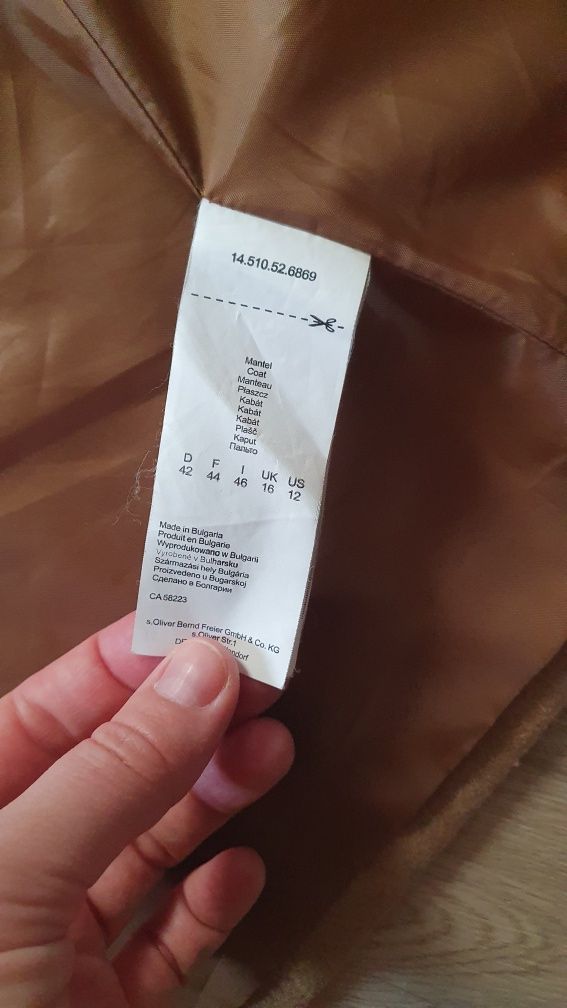 14.510.52.6869
Mantel
Coat
Manteau
Płaszcz
Kabát
Kabát
Kabát
Plašč
Kaput
Пальто
D F I UK US
42 44 46 16 12
Made in Bulgaria
Produit en Bulgarie
Wyprodukowano w Bułgarii
Vyrobené v Bulharsku
Származási hely Bulgária
Proizvedeno u Bugarskoj
Сделано в Болгарии
CA 58223
s.Oliver Bernd Freier GmbH & Co. KG
s.Oliver Str.1